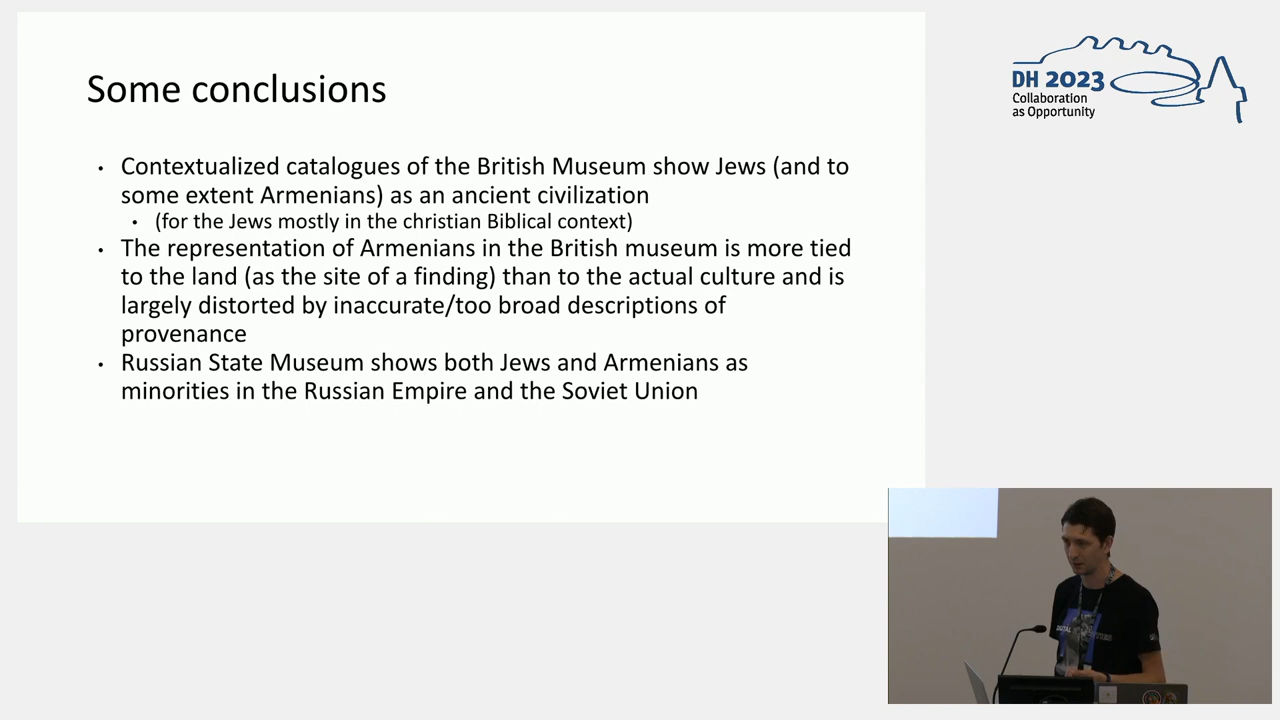 Some conclusions
• Contextualized catalogues of the British Museum show Jews (and to
some extent Armenians) as an ancient civilization
• (for the Jews mostly in the christian Biblical context)
• The representation of Armenians in the British museum is more tied
to the land (as the site of a finding) than to the actual culture and is
largely distorted by inaccurate/too broad descriptions of
provenance
• Russian State Museum shows both Jews and Armenians as
minorities in the Russian Empire and the Soviet Union
DH 2023
Collaboration
as Opportunity
DIGITAL